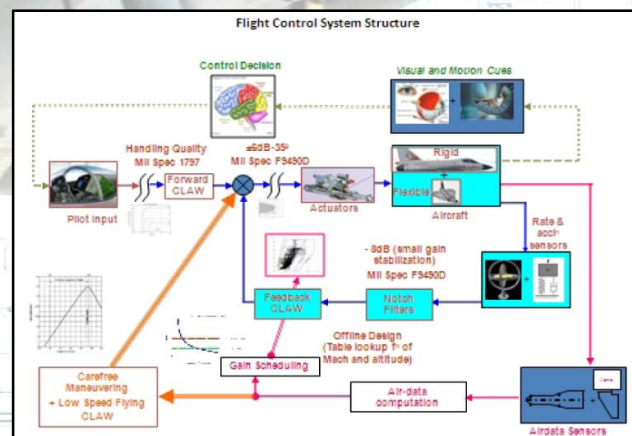 Flight Control System Structure
Control Decision
Visual and Motion Cues
Handling Quality
Mil Spec 1797
±6dB-35º
Mil Spec F9490D
Forward
CLAW
Pilot Input
Actuators
Rigid
+
Flexible
Aircraft
Rate &
acclⁿ
sensors
- 8dB (small gain
stabilization)
Mil Spec F9490D
Feedback
CLAW
Notch
Filters
Offline Design
(Table lookup fⁿ of
Mach and altitude)
Gain Scheduling
Carefree
Maneuvering
+ Low Speed Flying
CLAW
Air-data
computation
Airdata Sensors